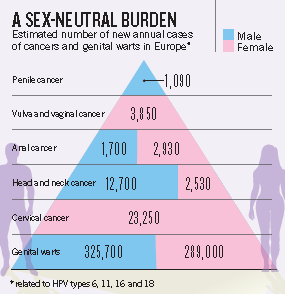 A SEX-NEUTRAL BURDEN
Estimated number of new annual cases
of cancers and genital warts in Europe*
Male
Female
Penile cancer 1,090
Vulva and vaginal cancer 3,850
Anal cancer 1,700 2,930
Head and neck cancer 12,700 2,530
Cervical cancer 23,250
Genital warts 325,700 289,000
*related to HPV types 6, 11, 16 and 18